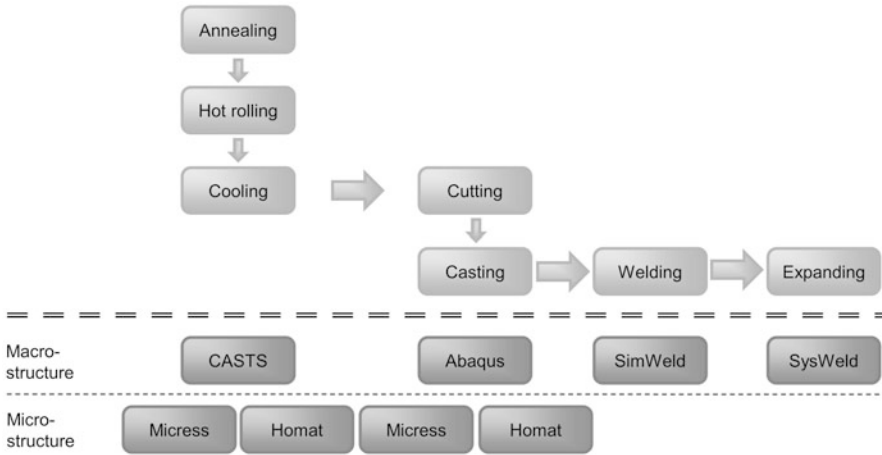 Annealing
Hot rolling
Cooling
Cutting
Casting
Welding
Expanding
Macro-
structure
CASTS
Abaqus
SimWeld
SysWeld
Micro-
structure
Micress
Homat
Micress
Homat